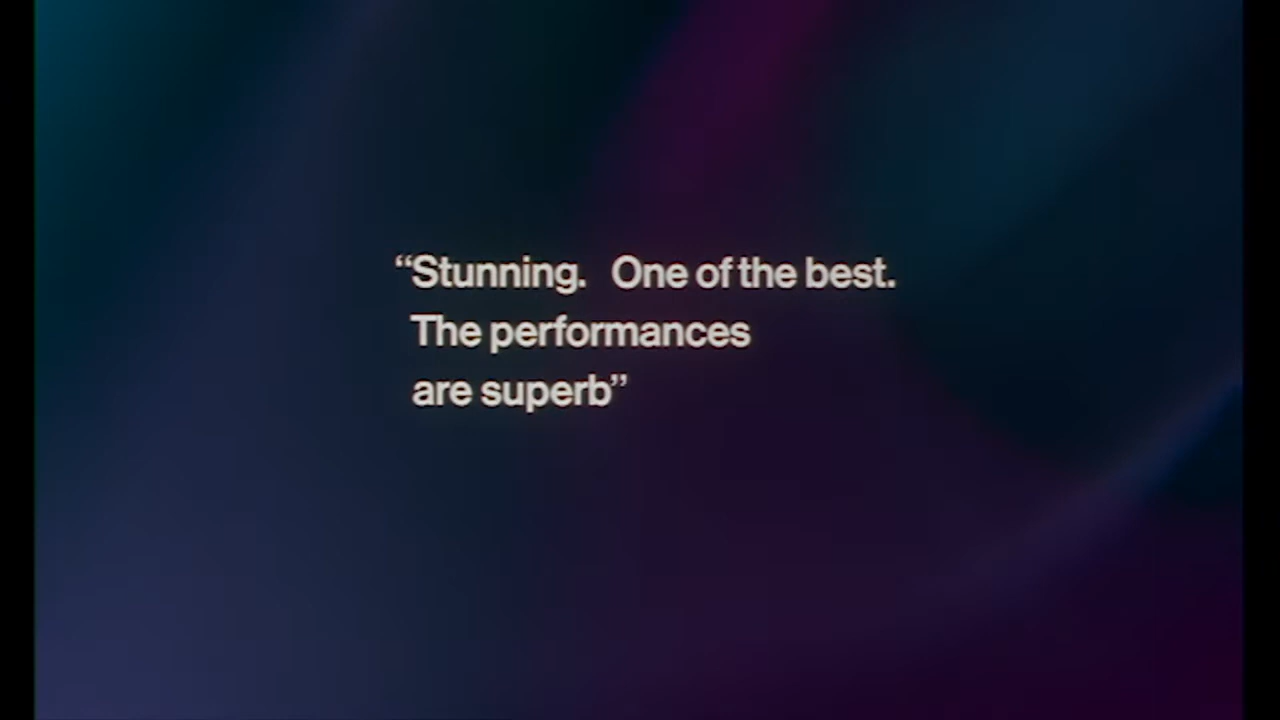 “Stunning. One of the best.
The performances
are superb”